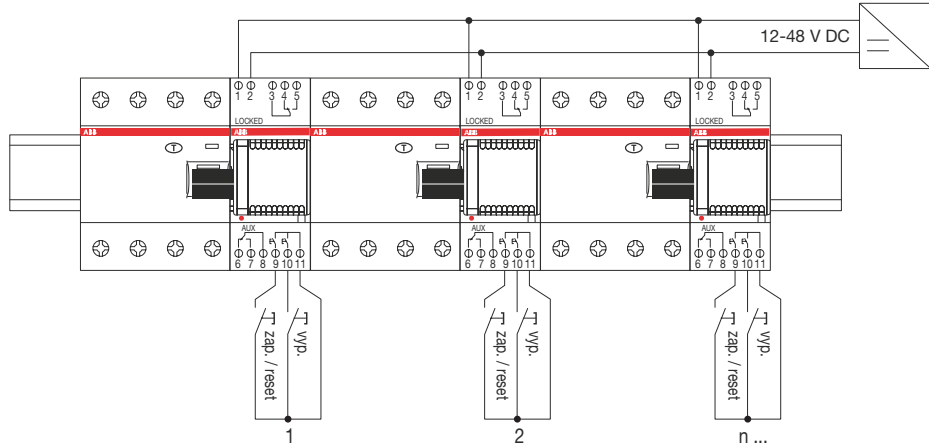 12-48 V DC
1 2 3 4 5
1 2 3 4 5
1 2 3 4 5
LOCKED
LOCKED
LOCKED
ABB ABB
ABB ABB
ABB ABB
T
T
T
AUX
AUX
AUX
6 7 8 9 10 11
6 7 8 9 10 11
6 7 8 9 10 11
zap. / reset
vyp.
zap. / reset
vyp.
zap. / reset
vyp.
1
2
n ...